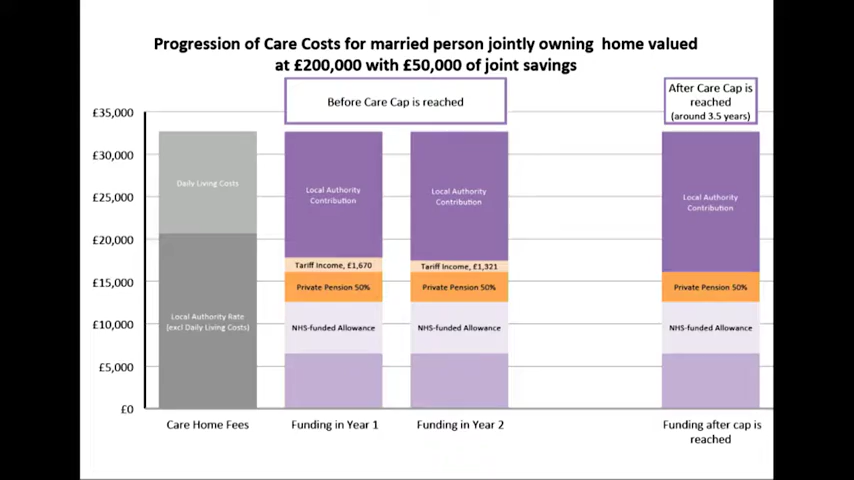 Progression of Care Costs for married person jointly owning home valued
at £200,000 with £50,000 of joint savings
Before Care Cap is reached
After Care Cap is
reached
(around 3.5 years)
£35,000
£30,000
£25,000
£20,000
£15,000
£10,000
£5,000
£0
Daily Living Costs
Local Authority Rate
(excl Daily Living Costs)
Local Authority
Contribution
Tariff Income, £1,670
Private Pension 50%
NHS-funded Allowance
Local Authority
Contribution
Tariff Income, £1,321
Private Pension 50%
NHS-funded Allowance
Local Authority
Contribution
Private Pension 50%
NHS-funded Allowance
Care Home Fees
Funding in Year 1
Funding in Year 2
Funding after cap is
reached